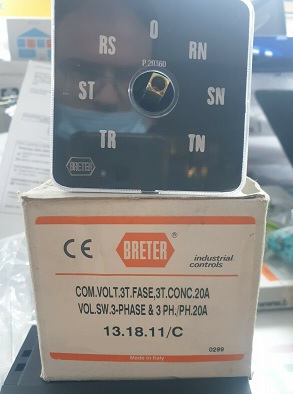 O
RS RN
P.20360
ST SN
TR TN
BRETER
CE BRETER ® industrial controls
COM.VOLT.3T.FASE,3T.CONC.20A
VOL.SW.3-PHASE & 3 PH./PH.20A
13.18.11/C
Made in Italy
0299